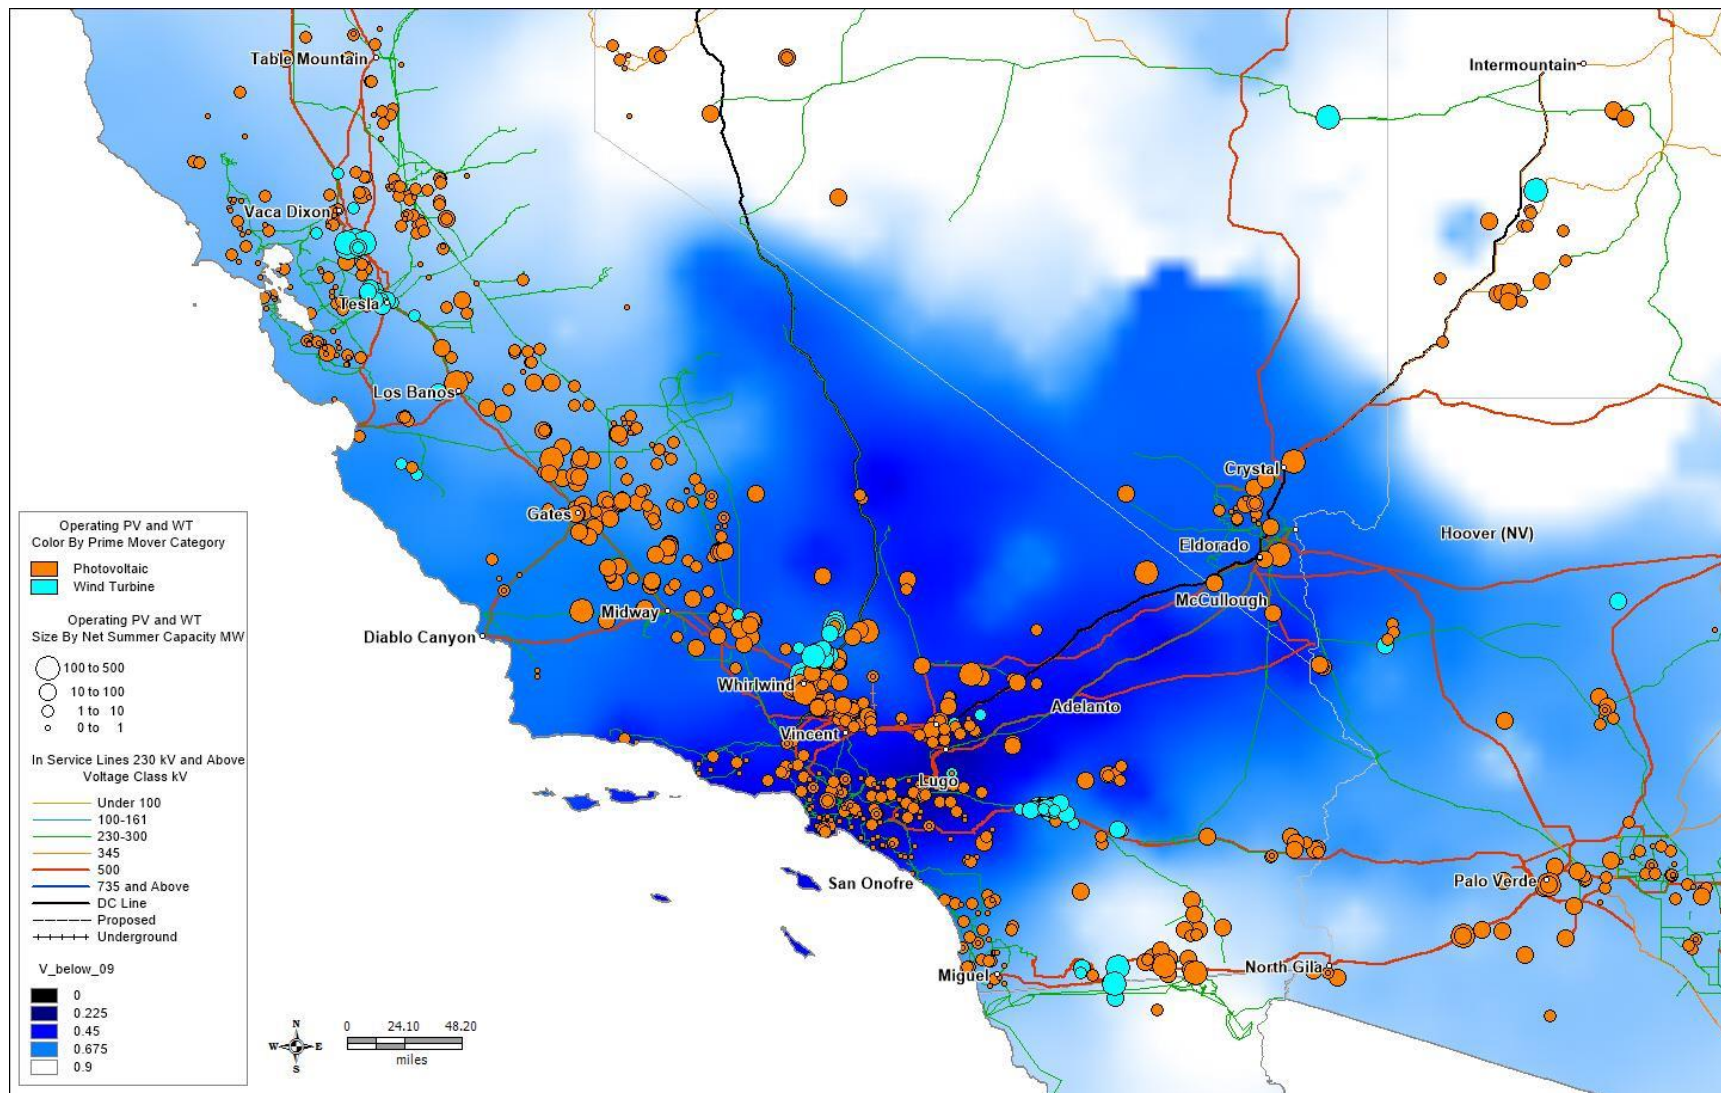 Table Mountain
Intermountain
Vaca Dixon
Tesla
Los Banos
Crystal
Gates
Hoover (NV)
Eldorado
McCullough
Midway
Diablo Canyon
Whirlwind
Adelanto
Vincent
Lugo
San Onofre
Palo Verde
North Gila
Miguel
Operating PV and WT
Color By Prime Mover Category
Photovoltaic
Wind Turbine
Operating PV and WT
Size By Net Summer Capacity MW
100 to 500
10 to 100
1 to 10
0 to 1
In Service Lines 230 kV and Above
Voltage Class kV
Under 100
100-161
230-300
345
500
735 and Above
DC Line
Proposed
Underground
V_below_09
0
0.225
0.45
0.675
0.9
N
W E
S
0 24.10 48.20
miles